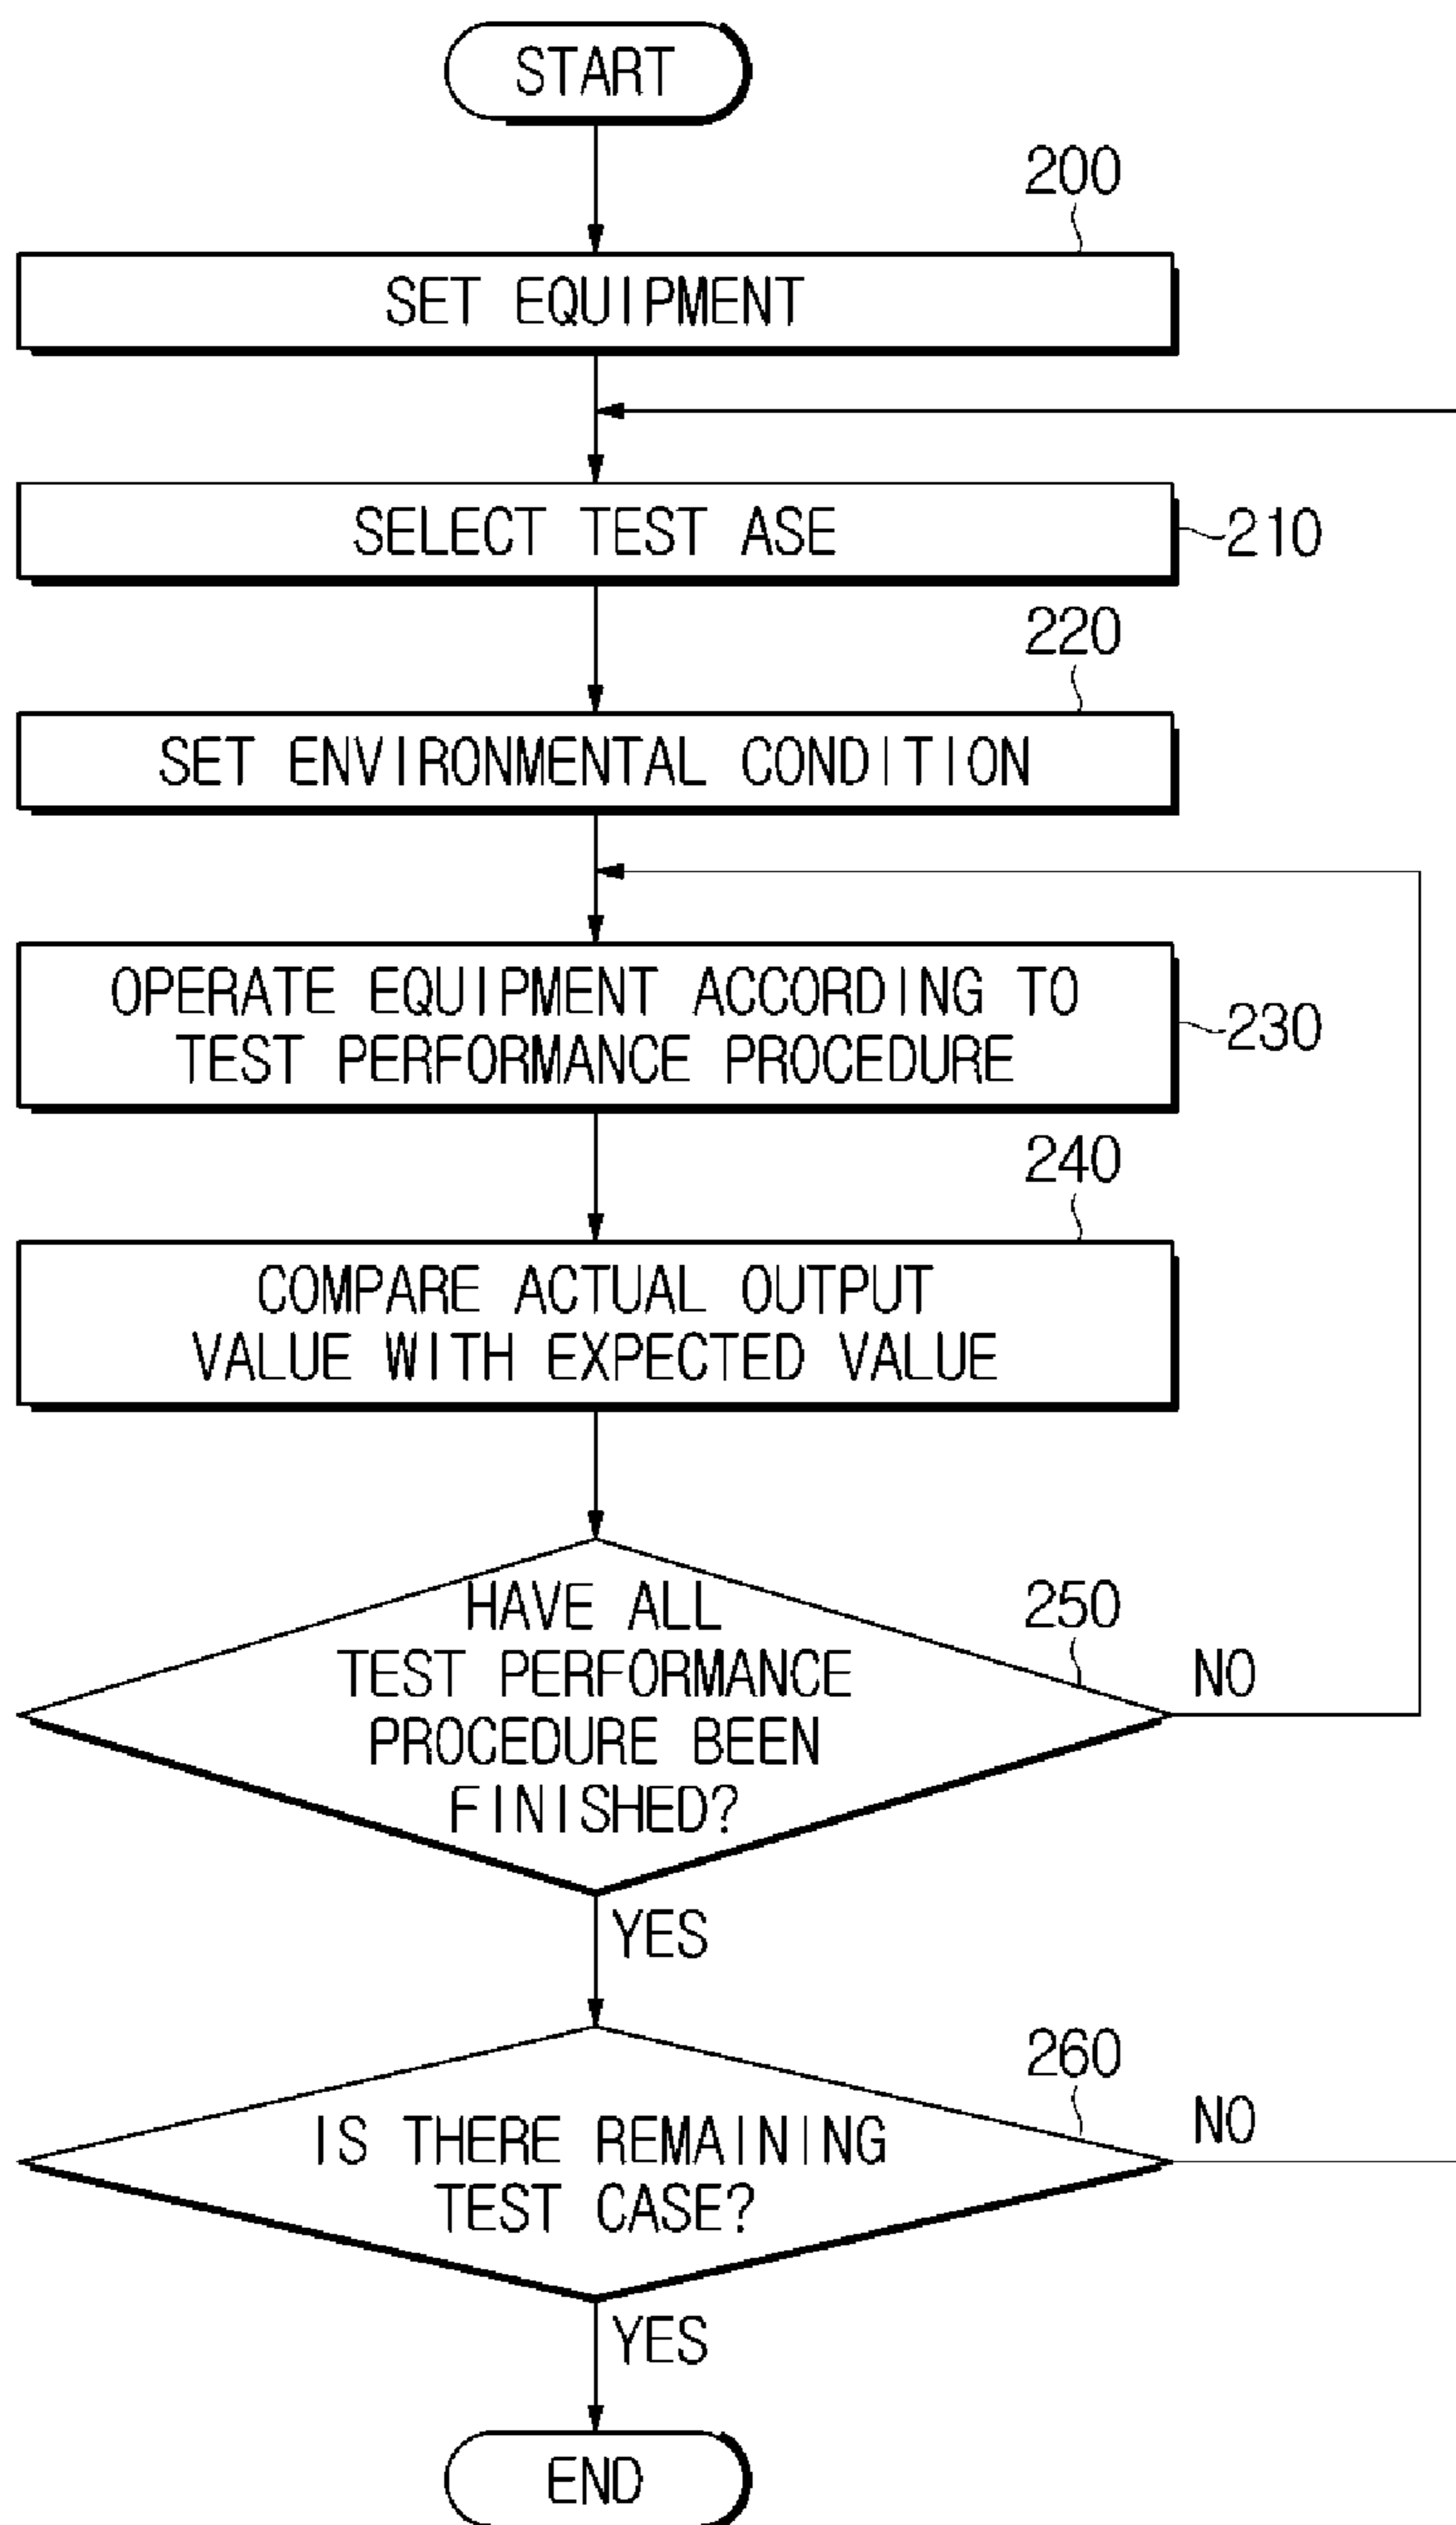 START
200
SET EQUIPMENT
SELECT TEST ASE
210
220
SET ENVIRONMENTAL CONDITION
OPERATE EQUIPMENT ACCORDING TO
TEST PERFORMANCE PROCEDURE
230
240
COMPARE ACTUAL OUTPUT
VALUE WITH EXPECTED VALUE
HAVE ALL
TEST PERFORMANCE
PROCEDURE BEEN
FINISHED?
250
NO
YES
260
IS THERE REMAINING
TEST CASE?
NO
YES
END